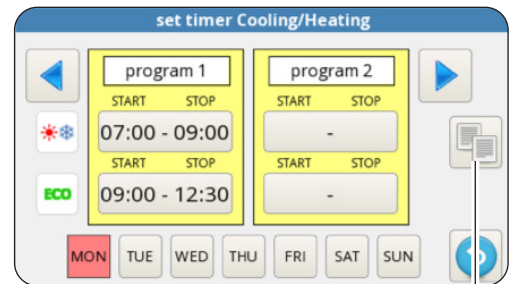 set timer Cooling/Heating
program 1 program 2
START STOP START STOP
07:00 - 09:00 -
START STOP START STOP
ECO 09:00 - 12:30 -
MON TUE WED THU FRI SAT SUN